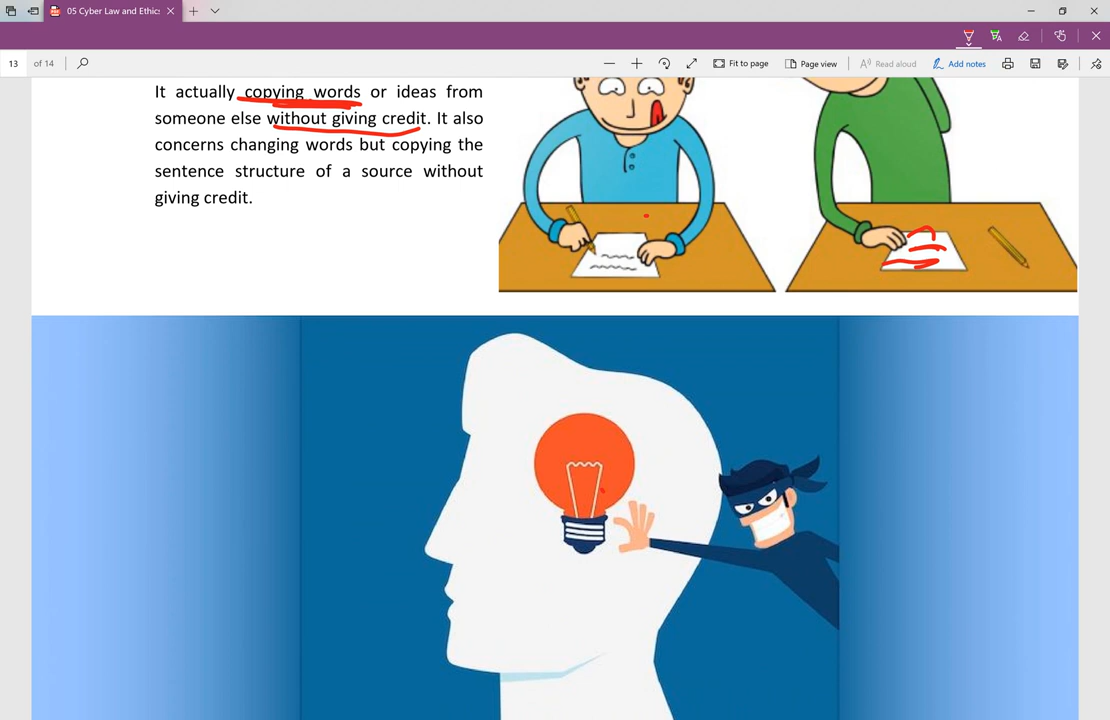 05 Cyber Law and Ethics
13 of 14 Fit to page Page view Read aloud Add notes
It actually copying words or ideas from
someone else without giving credit. It also
concerns changing words but copying the
sentence structure of a source without
giving credit.